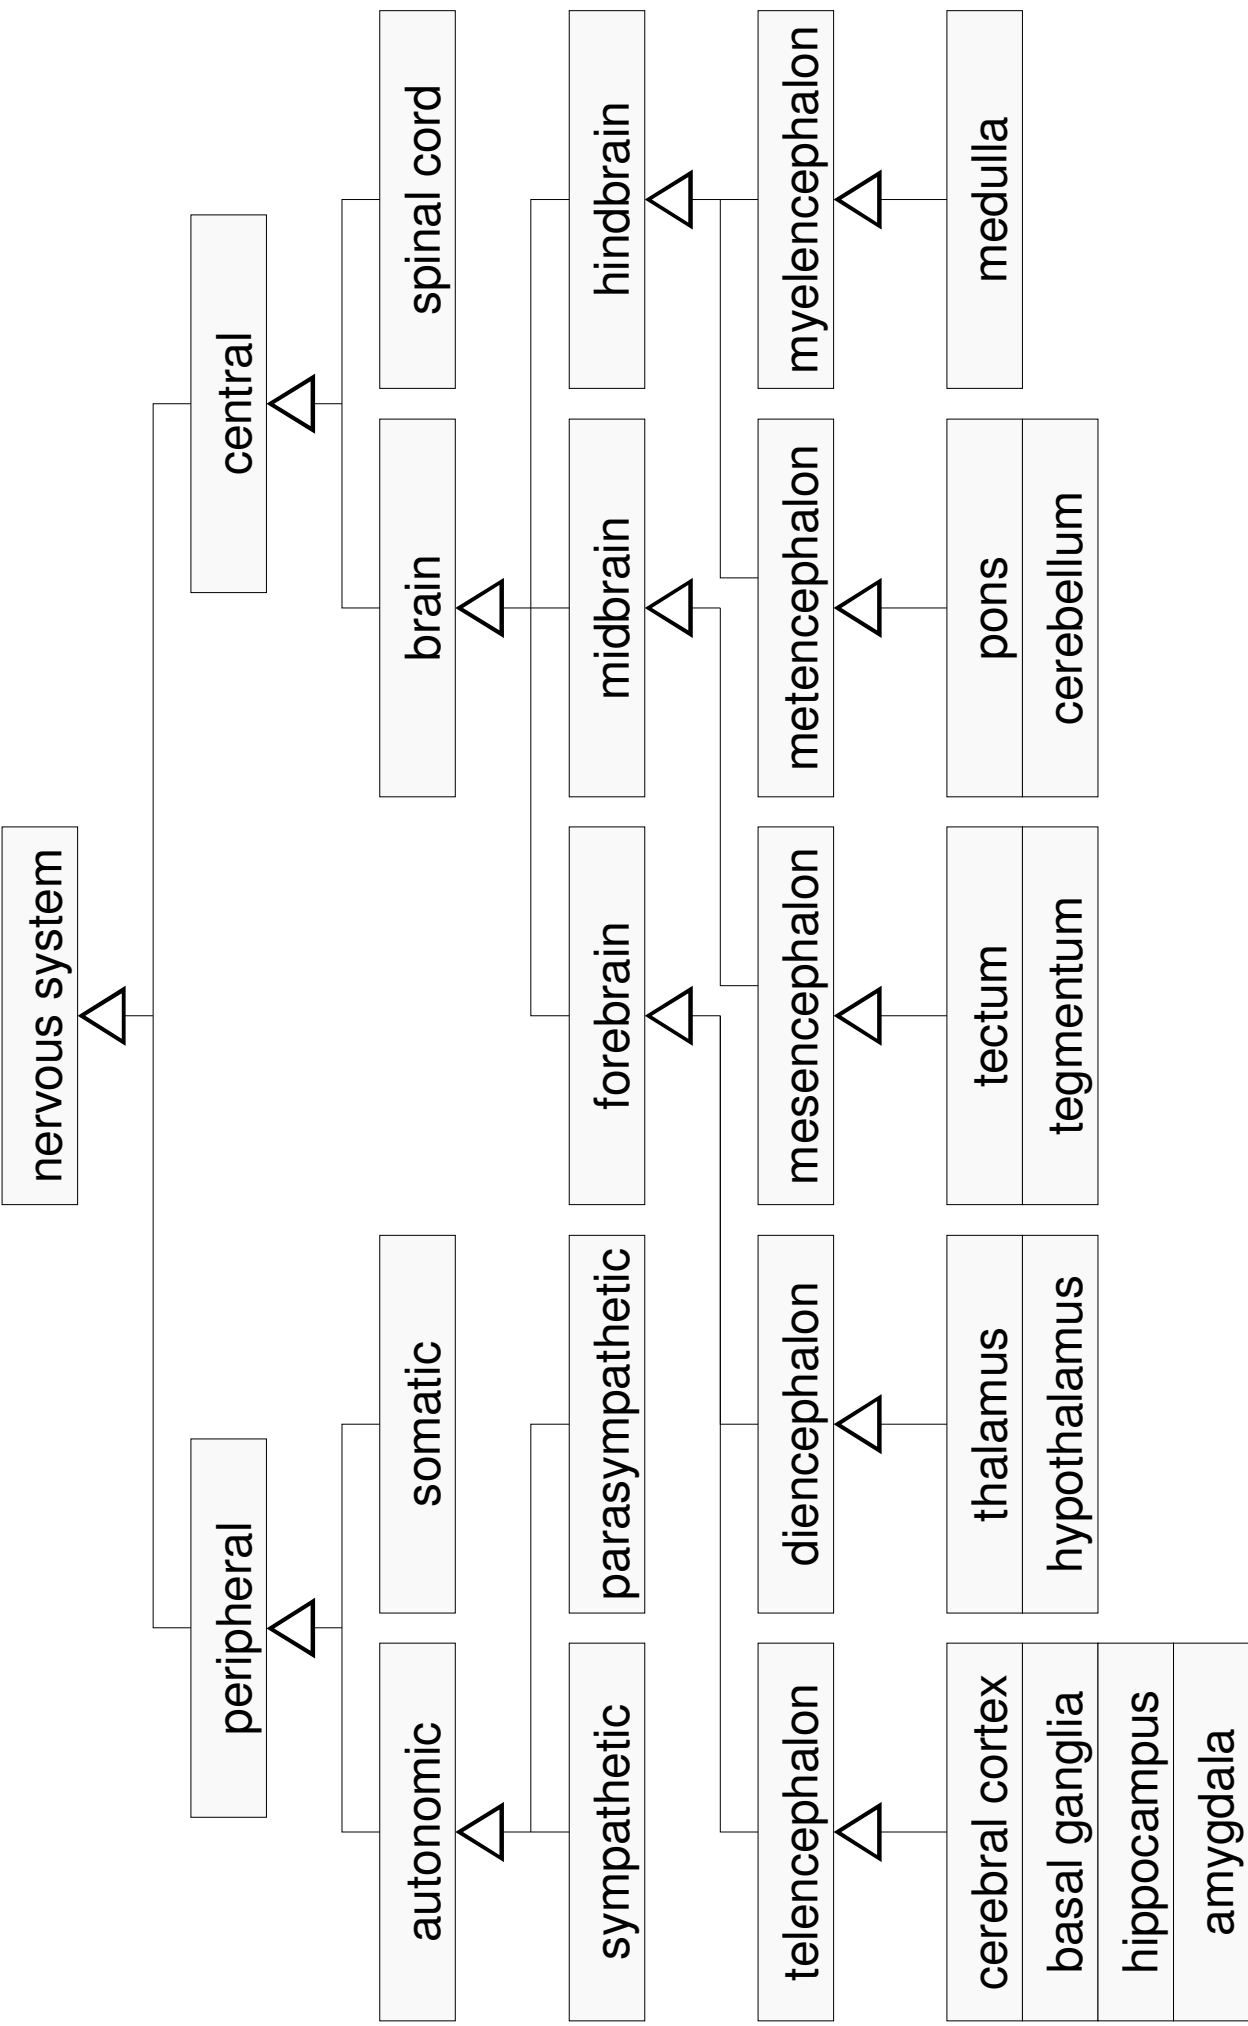 nervous system
peripheral
central
autonomic
somatic
brain
spinal cord
sympathetic
parasympathetic
forebrain
midbrain
hindbrain
telencephalon
diencephalon
mesencephalon
metencephalon
myelencephalon
cerebral cortex
basal ganglia
hippocampus
amygdala
thalamus
hypothalamus
tectum
tegmentum
pons
cerebellum
medulla